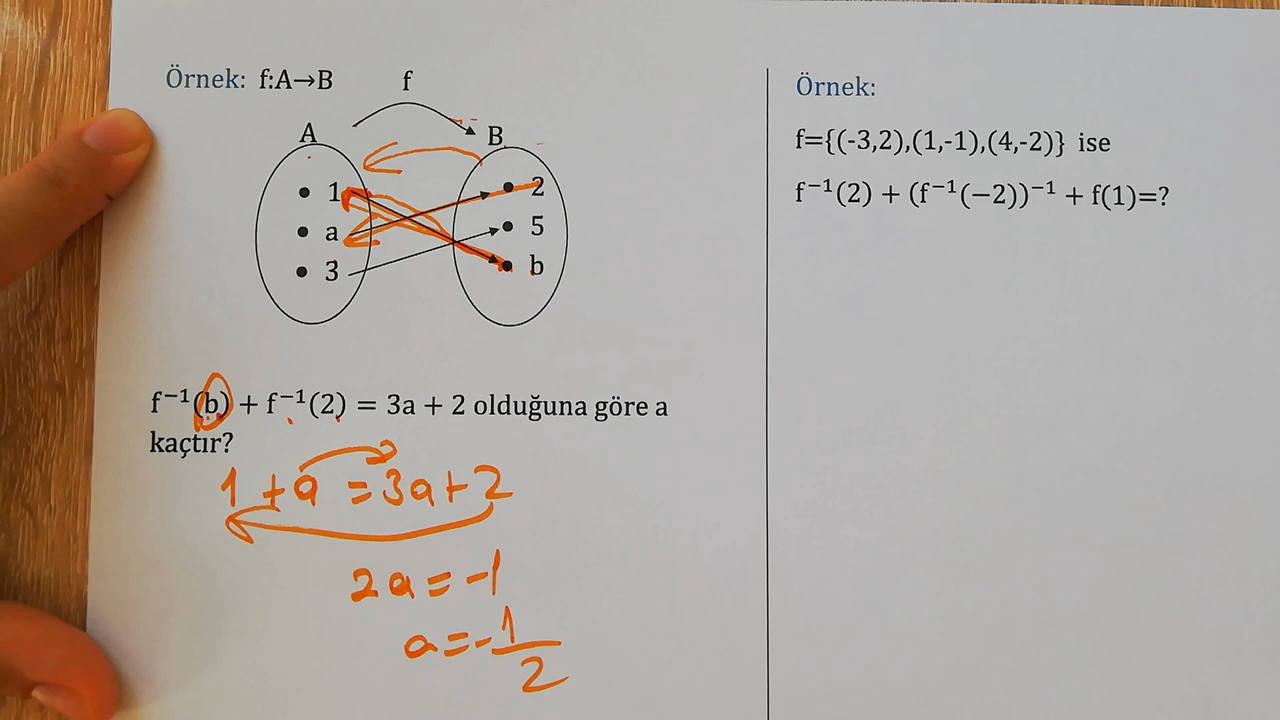 Örnek: f:A→B
f
A
B
1
a
3
2
5
b
f⁻¹(b) + f⁻¹(2) = 3a + 2 olduğuna göre a
kaçtır?
1 + a = 3a + 2
2a = -1
a = -1/2
Örnek:
f={(-3,2),(1,-1),(4,-2)} ise
f⁻¹(2) + (f⁻¹(−2))⁻¹ + f(1)=?